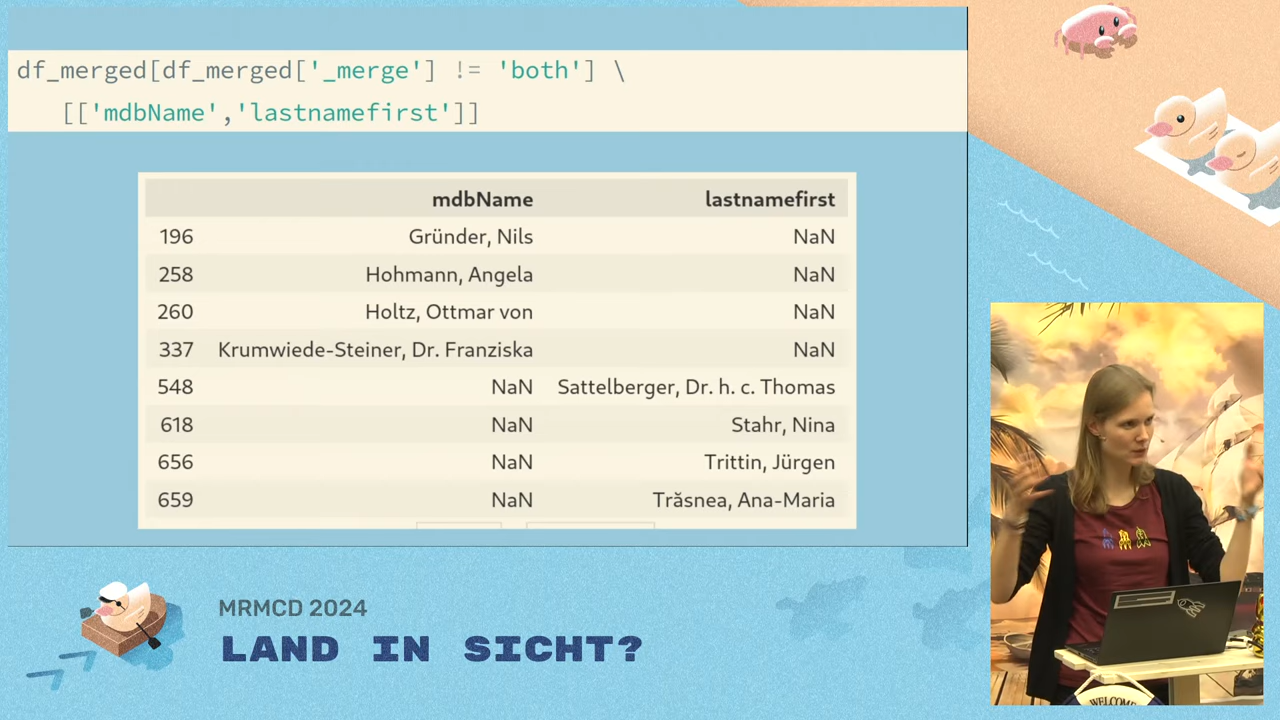 df_merged[df_merged['_merge'] != 'both'] \
[['mdbName','lastnamefirst']]
mdbName lastnamefirst
196 Gründer, Nils NaN
258 Hohmann, Angela NaN
260 Holtz, Ottmar von NaN
337 Krumwiede-Steiner, Dr. Franziska NaN
548 NaN Sattelberger, Dr. h. c. Thomas
618 NaN Stahr, Nina
656 NaN Trittin, Jürgen
659 NaN Trăsnea, Ana-Maria
MRMCD 2024
LAND IN SICHT?
WELCOME